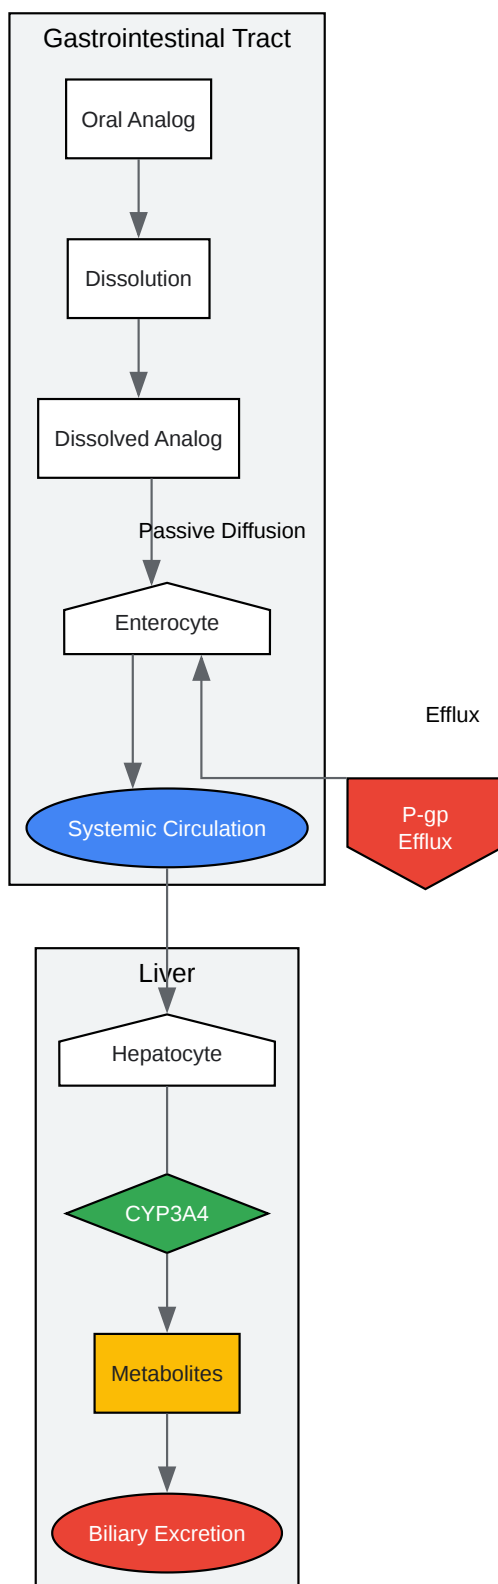 Gastrointestinal Tract
Oral Analog
Dissolution
Dissolved Analog
Passive Diffusion
Enterocyte
Efflux
P-gp
Efflux
Systemic Circulation
Liver
Hepatocyte
CYP3A4
Metabolites
Biliary Excretion